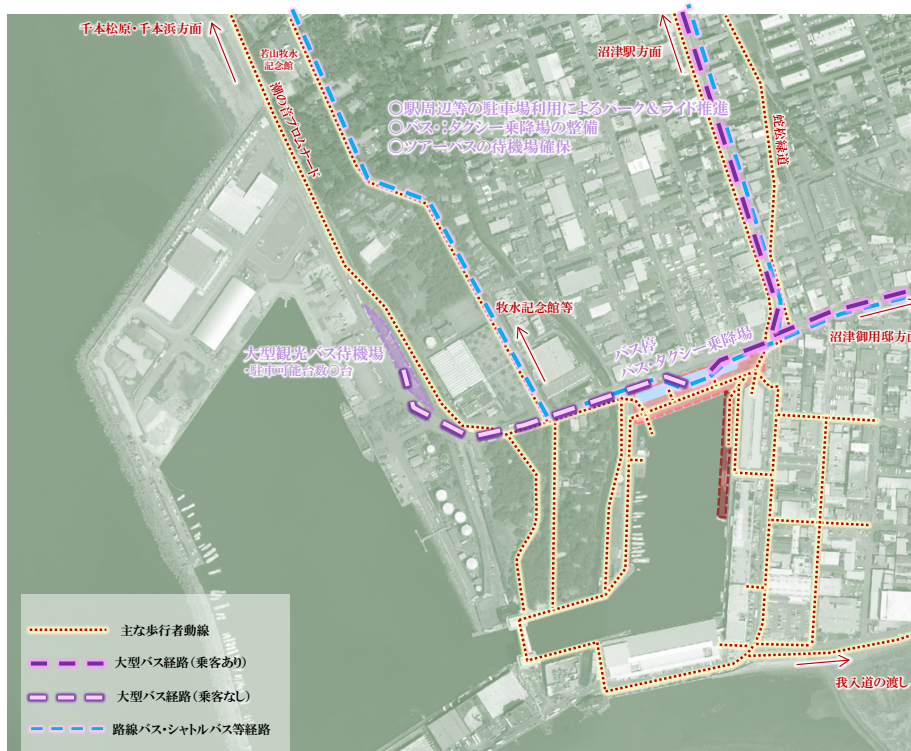 千本松原・千本浜方面
若山牧水
記念館
潮の音プロムナード
沼津駅方面
○駅周辺等の駐車場利用によるパーク＆ライド推進
○バス・タクシー乗降場の整備
○ツアーバスの待機場確保
蛇松緑道
牧水記念館等
大型観光バス待機場
・駐車可能台数○台
バス停
バス・タクシー乗降場
沼津御用邸方面
主な歩行者動線
大型バス経路（乗客あり）
大型バス経路（乗客なし）
路線バス・シャトルバス等経路
我入道の渡し